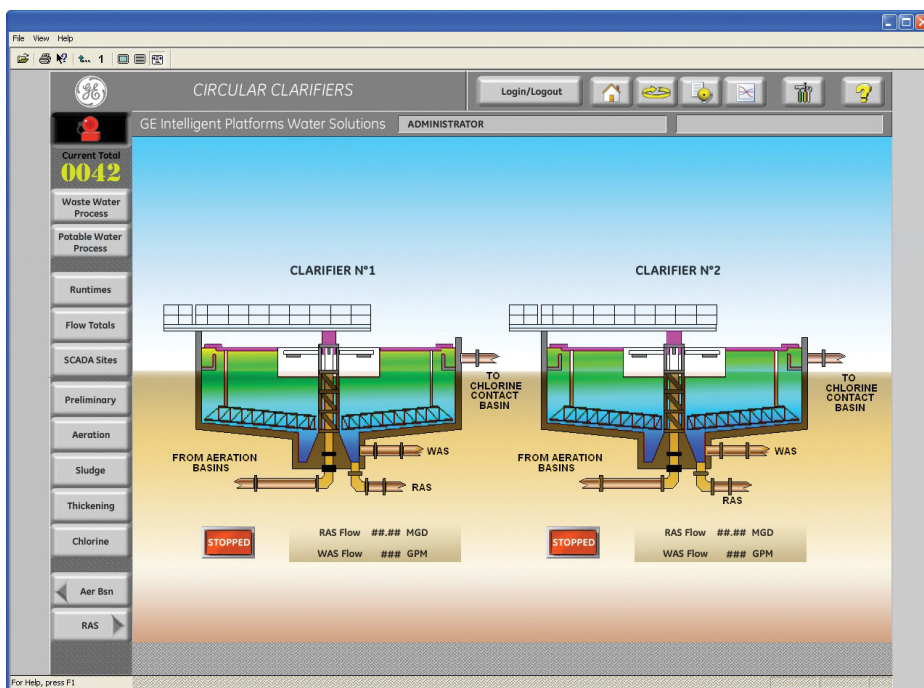 File View Help
1
CIRCULAR CLARIFIERS
Login/Logout
GE Intelligent Platforms Water Solutions
ADMINISTRATOR
Current Total
0042
Waste Water
Process
Potable Water
Process
Runtimes
Flow Totals
SCADA Sites
Preliminary
Aeration
Sludge
Thickening
Chlorine
Aer Bsn
RAS
CLARIFIER N°1
TO
CHLORINE
CONTACT
BASIN
FROM AERATION
BASINS
WAS
RAS
STOPPED
RAS Flow ##.## MGD
WAS Flow ### GPM
CLARIFIER N°2
TO
CHLORINE
CONTACT
BASIN
FROM AERATION
BASINS
WAS
RAS
STOPPED
RAS Flow ##.## MGD
WAS Flow ### GPM
For Help, press F1